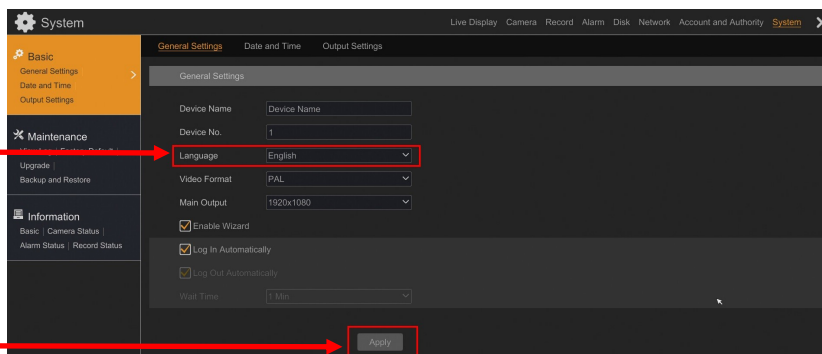 System
Live Display Camera Record Alarm Disk Network Account and Authority System X
Basic
General Settings
Date and Time
Output Settings
Maintenance
Upgrade |
Backup and Restore
Information
Basic | Camera Status |
Alarm Status | Record Status
General Settings Date and Time Output Settings
General Settings
Device Name Device Name
Device No. 1
Language English
Video Format PAL
Main Output 1920x1080
Enable Wizard
Log In Automatically
Log Out Automatically
Wait Time 1 Min
Apply